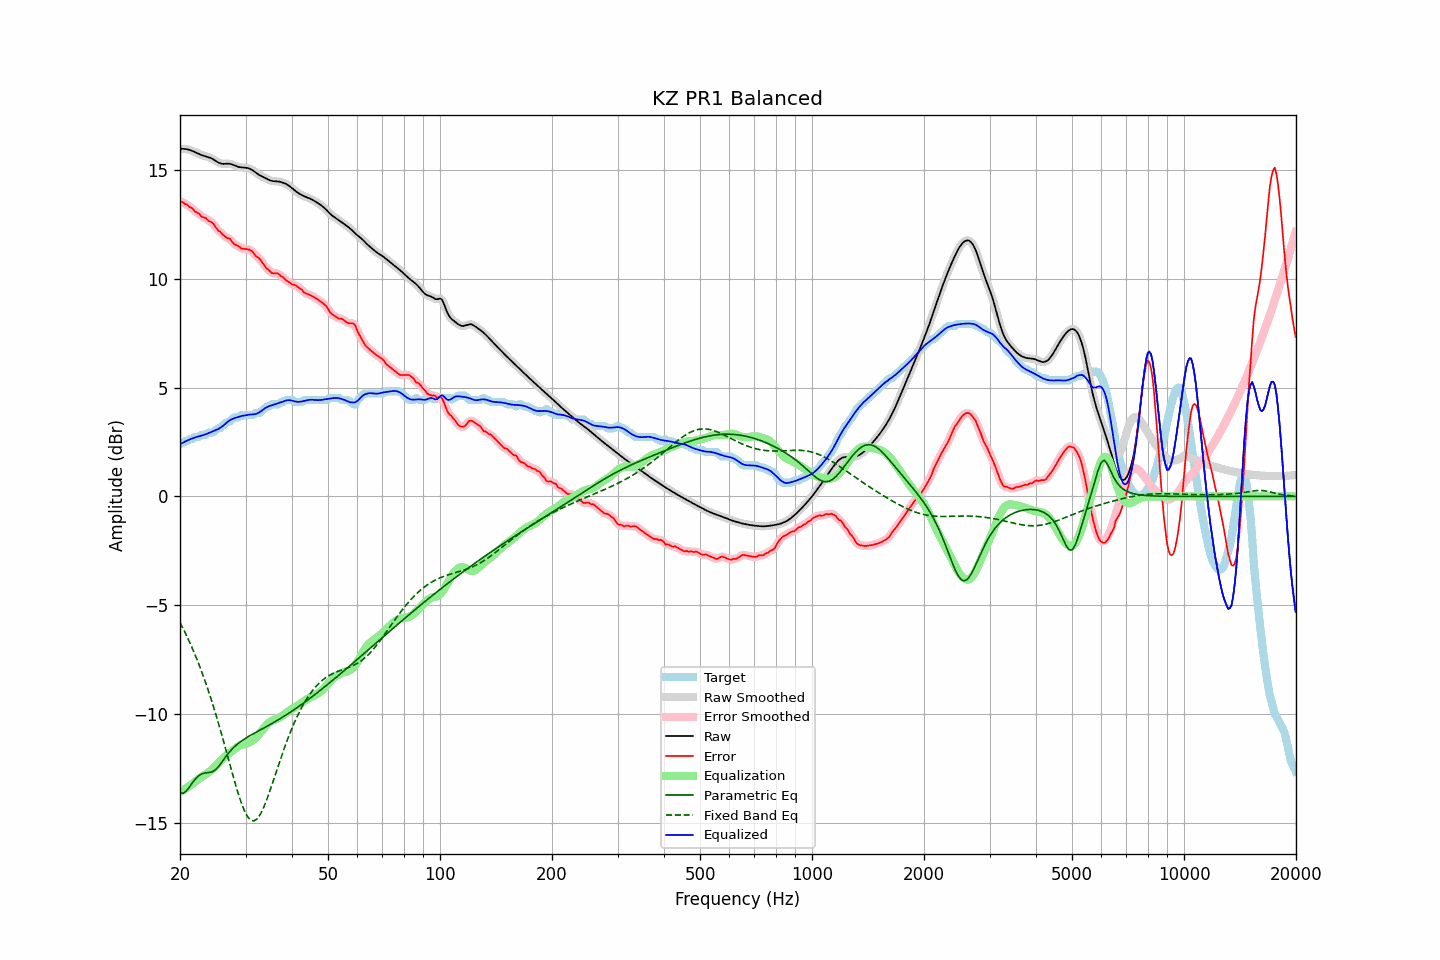 KZ PR1 Balanced
Amplitude (dBr)
15
10
5
0
−5
−10
−15
Target
Raw Smoothed
Error Smoothed
Raw
Error
Equalization
Parametric Eq
Fixed Band Eq
Equalized
20 50 100 200 500 1000 2000 5000 10000 20000
Frequency (Hz)